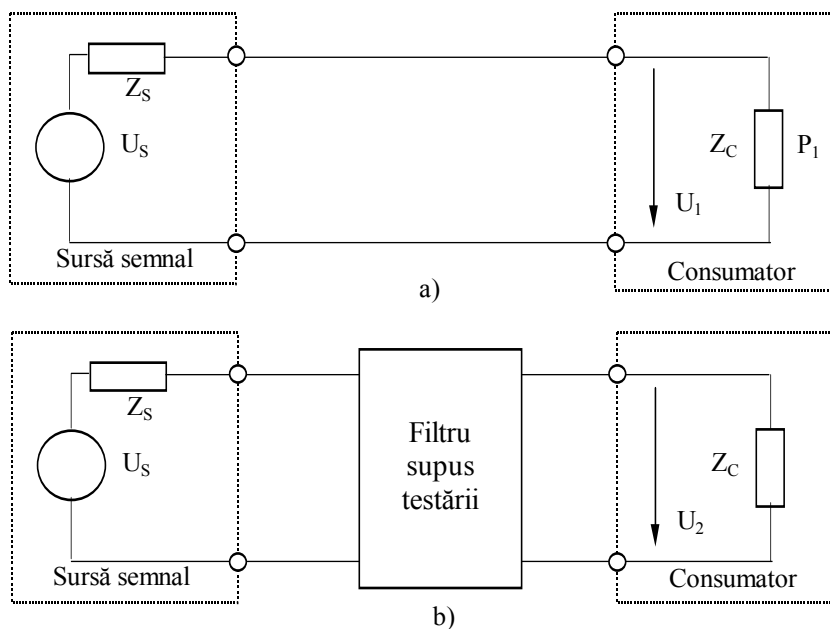 Z_S
U_S
Z_C
P_1
U_1
Sursă semnal
Consumator
a)
Z_S
U_S
Filtru
supus
testării
Z_C
U_2
Sursă semnal
Consumator
b)